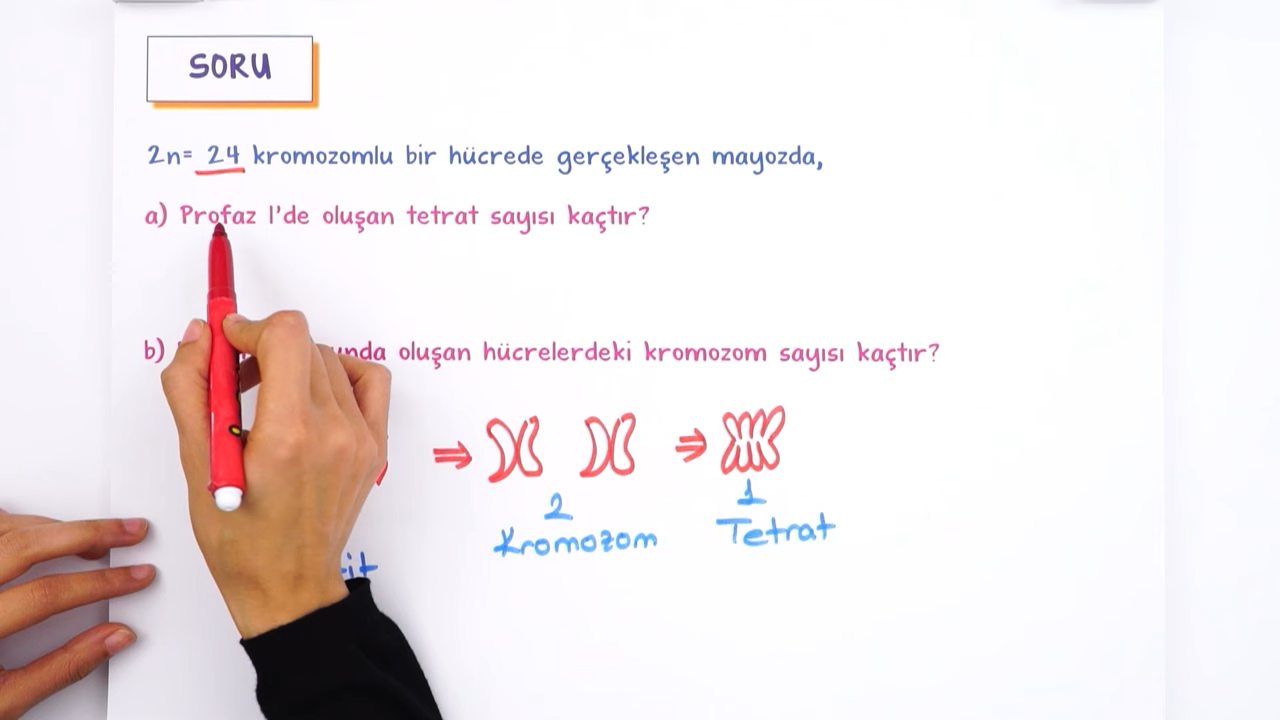 SORU
2n= 24 kromozomlu bir hücrede gerçekleşen mayozda,
a) Profaz I'de oluşan tetrat sayısı kaçtır?
b) oluşan hücrelerdeki kromozom sayısı kaçtır?
2
1
Kromozom
Tetrat